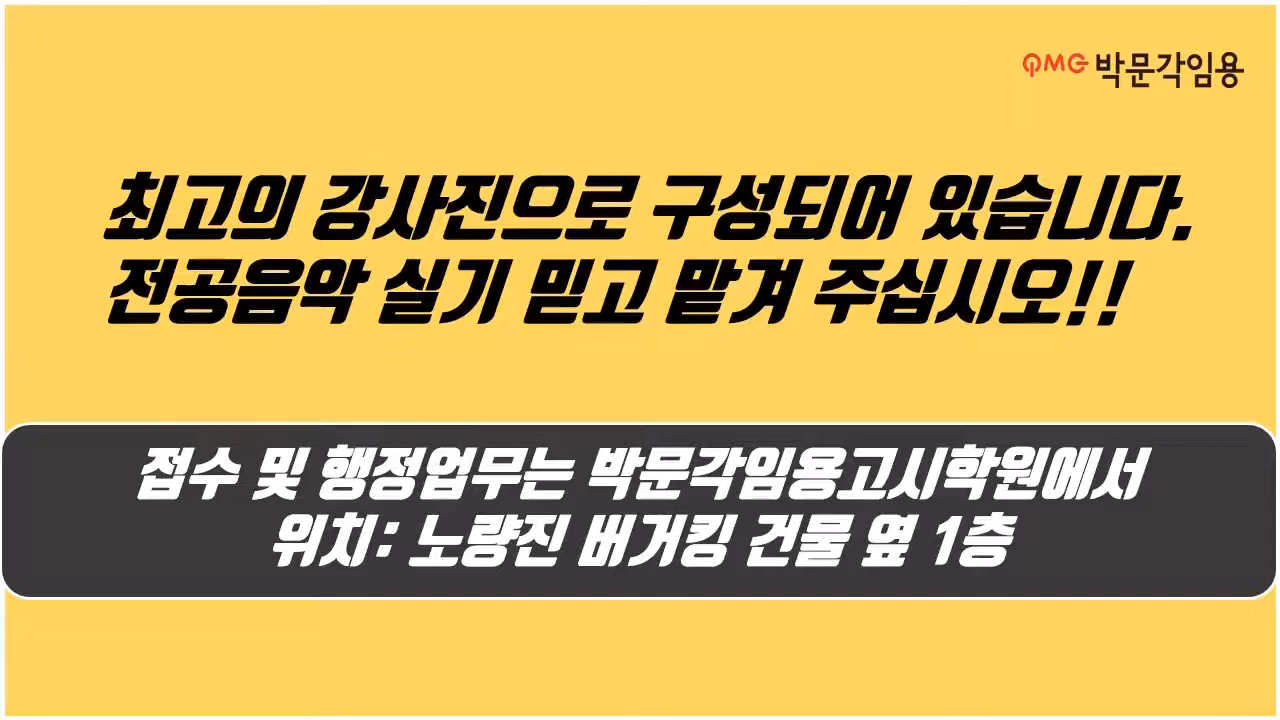 PMG 박문각임용
최고의 강사진으로 구성되어 있습니다.
전공음악 실기 믿고 맡겨 주십시오!!
접수 및 행정업무는 박문각임용고시학원에서
위치: 노량진 버거킹 건물 옆 1층